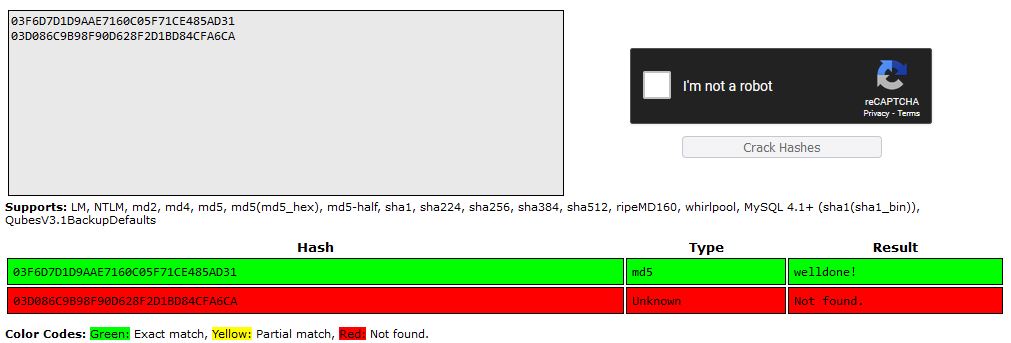 03F6D7D1D9AAE7160C05F71CE485AD31
03D086C9B98F90D628F2D1BD84CFA6CA
I'm not a robot
reCAPTCHA
Privacy - Terms
Crack Hashes
Supports: LM, NTLM, md2, md4, md5, md5(md5_hex), md5-half, sha1, sha224, sha256, sha384, sha512, ripeMD160, whirlpool, MySQL 4.1+ (sha1(sha1_bin)),
QubesV3.1BackupDefaults
Hash Type Result
03F6D7D1D9AAE7160C05F71CE485AD31 md5 welldone!
03D086C9B98F90D628F2D1BD84CFA6CA Unknown Not found.
Color Codes: Green: Exact match, Yellow: Partial match, Red: Not found.